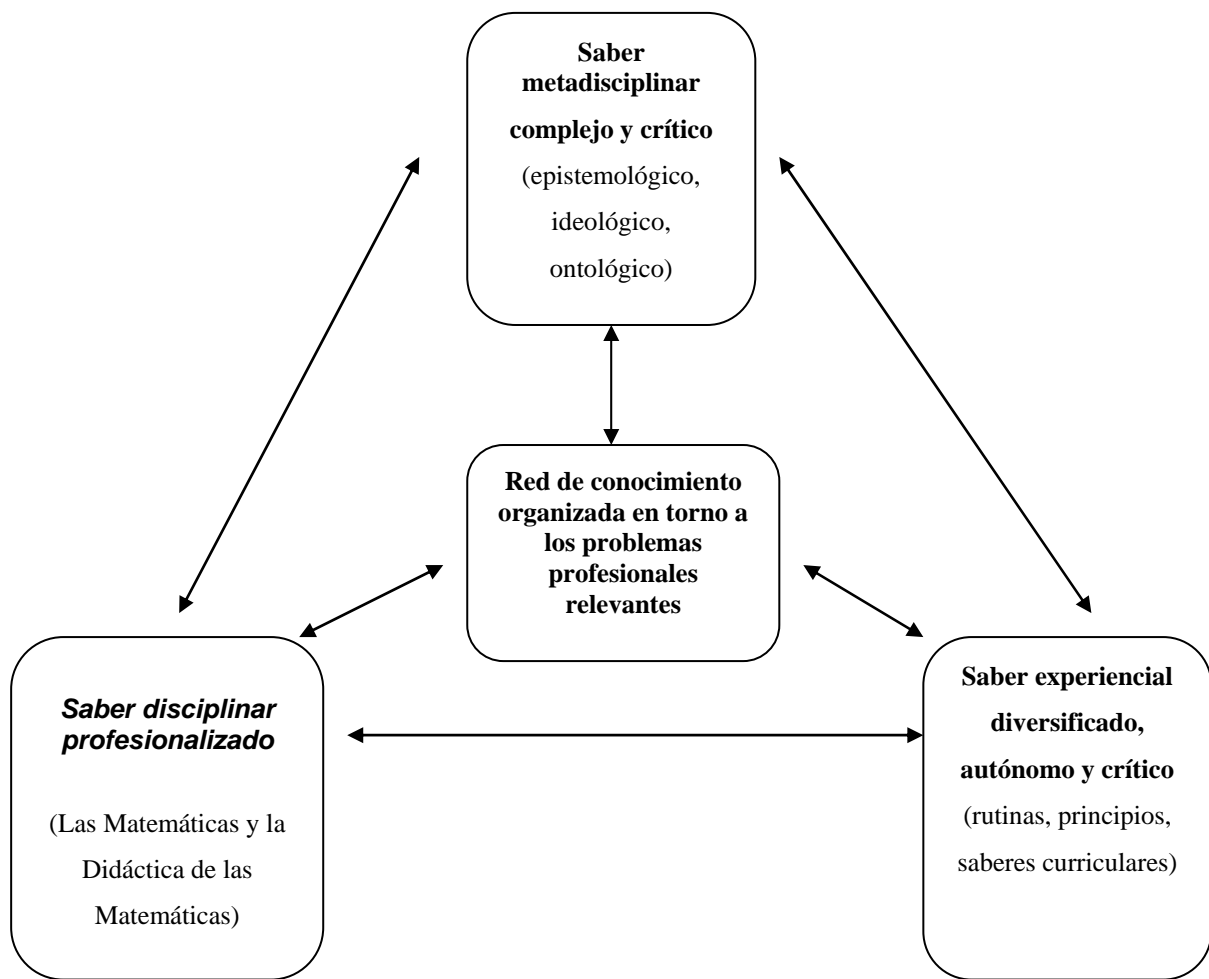 Saber
metadisciplinar
complejo y crítico
(epistemológico,
ideológico,
ontológico)
Red de conocimiento
organizada en torno a
los problemas
profesionales
relevantes
Saber disciplinar
profesionalizado
(Las Matemáticas y la
Didáctica de las
Matemáticas)
Saber experiencial
diversificado,
autónomo y crítico
(rutinas, principios,
saberes curriculares)